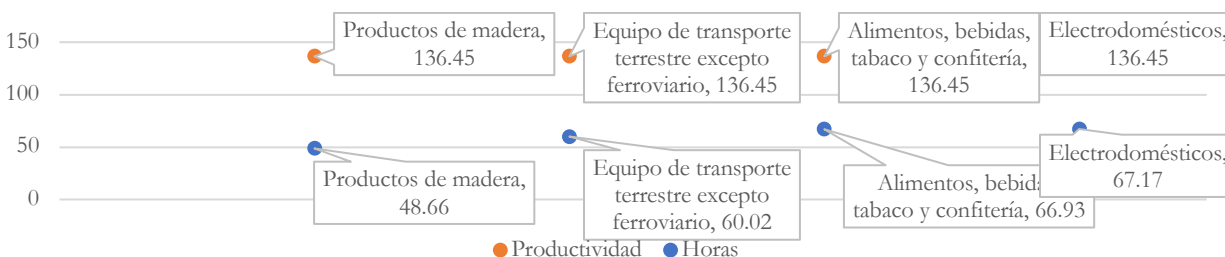 150
100
50
0
Productos de madera,
136.45
Equipo de transporte
terrestre excepto
ferroviario, 136.45
Alimentos, bebidas,
tabaco y confitería,
136.45
Electrodomésticos,
136.45
Productos de madera,
48.66
Equipo de transporte
terrestre excepto
ferroviario, 60.02
Alimentos, bebida
tabaco y confitería, 66.93
Electrodomésticos,
67.17
Productividad Horas